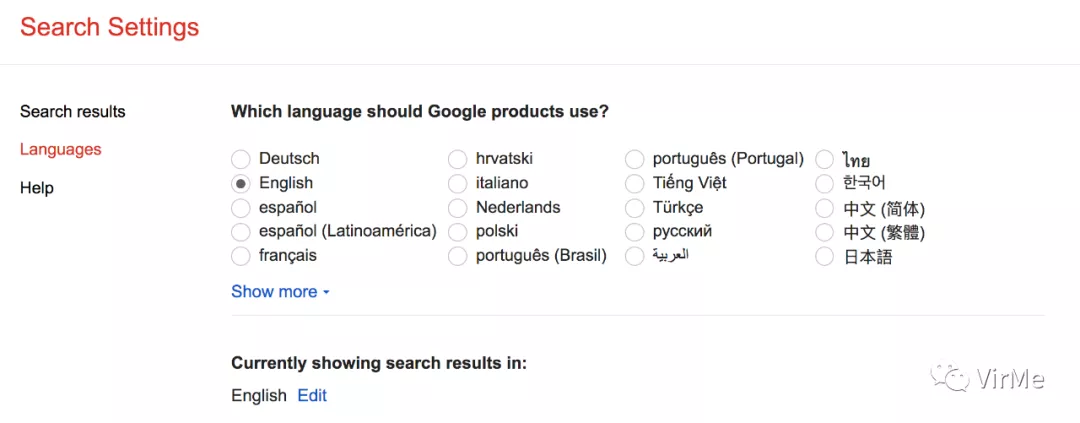 Search Settings
Search results
Languages
Help
Which language should Google products use?
Deutsch hrvatski português (Portugal) ไทย
English italiano Tiếng Việt 한국어
español Nederlands Türkçe 中文 (简体)
español (Latinoamérica) polski русский 中文 (繁體)
français português (Brasil) العربية 日本語
Show more
Currently showing search results in:
English Edit
VirMe